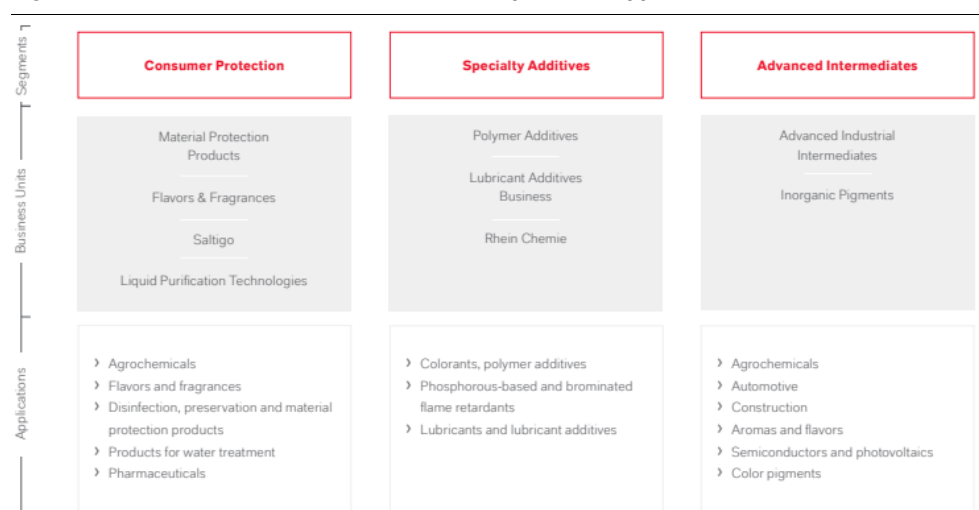 Segments
Consumer Protection
Specialty Additives
Advanced Intermediates
Business Units
Material Protection
Products
Flavors & Fragrances
Saltigo
Liquid Purification Technologies
Polymer Additives
Lubricant Additives
Business
Rhein Chemie
Advanced Industrial
Intermediates
Inorganic Pigments
Applications
› Agrochemicals
› Flavors and fragrances
› Disinfection, preservation and material
protection products
› Products for water treatment
› Pharmaceuticals
› Colorants, polymer additives
› Phosphorous-based and brominated
flame retardants
› Lubricants and lubricant additives
› Agrochemicals
› Automotive
› Construction
› Aromas and flavors
› Semiconductors and photovoltaics
› Color pigments